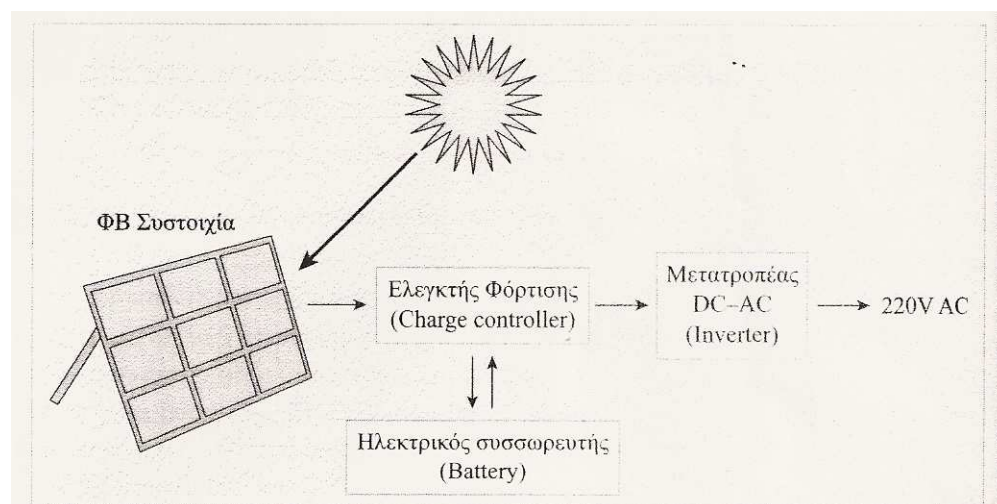 ΦΒ Συστοιχία
Ελεγκτής Φόρτισης
(Charge controller)
Μετατροπέας
DC–AC
(Inverter)
220V AC
Ηλεκτρικός συσσωρευτής
(Battery)